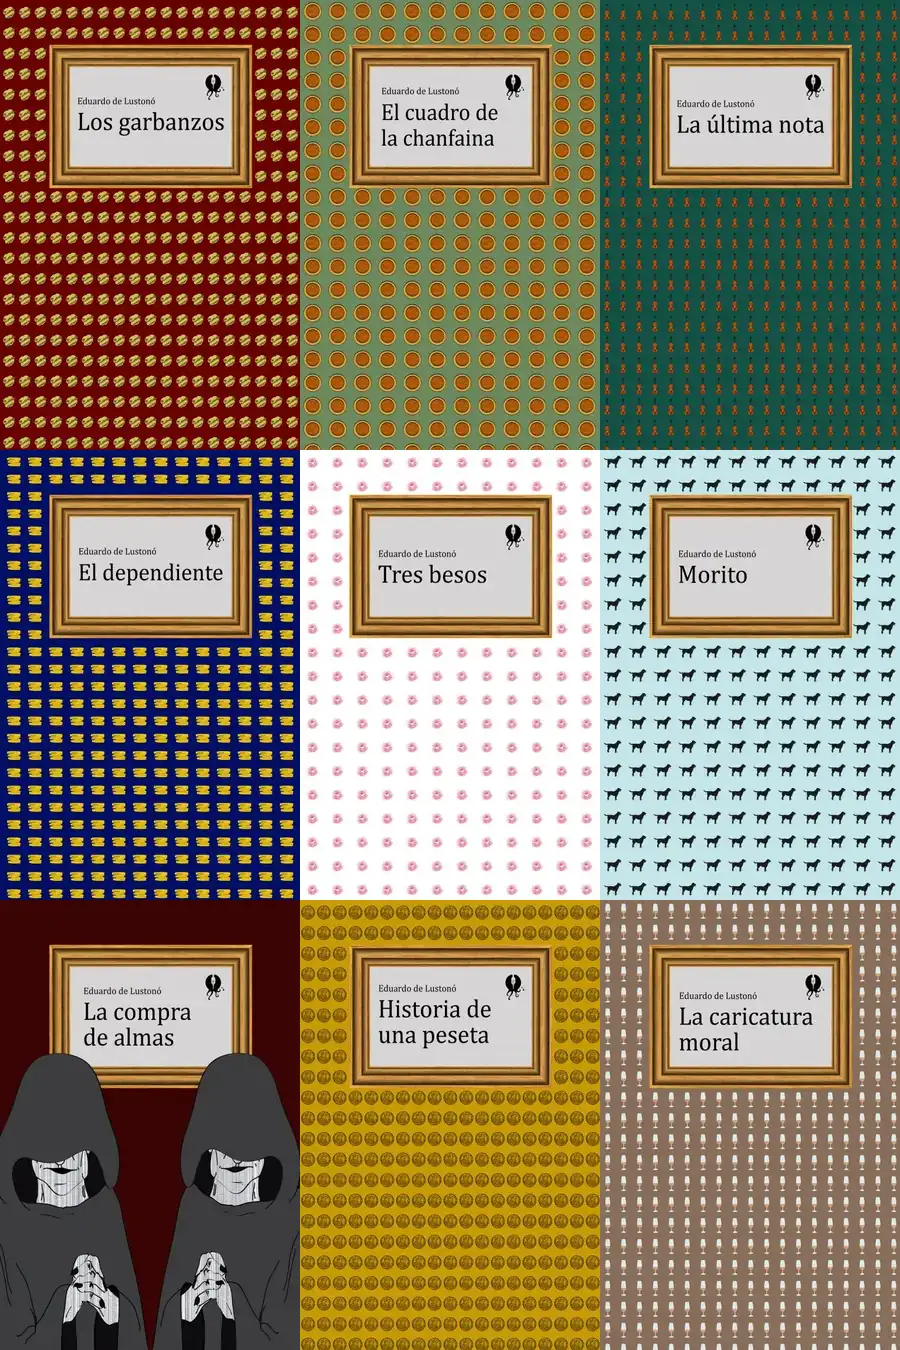 Eduardo de Lustonó
Los garbanzos
Eduardo de Lustonó
El cuadro de
la chanfaina
Eduardo de Lustonó
La última nota
Eduardo de Lustonó
El dependiente
Eduardo de Lustonó
Tres besos
Eduardo de Lustonó
Morito
Eduardo de Lustonó
La compra
de almas
Eduardo de Lustonó
Historia de
una peseta
Eduardo de Lustonó
La caricatura
moral